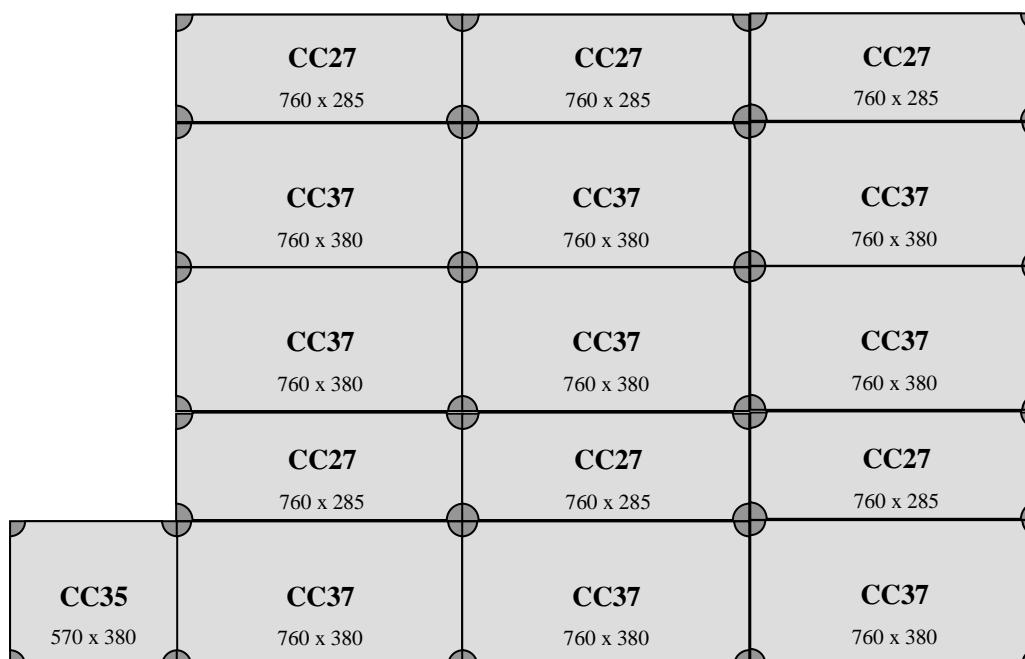 CC27 CC27 CC27
760 x 285 760 x 285 760 x 285
CC37 CC37 CC37
760 x 380 760 x 380 760 x 380
CC37 CC37 CC37
760 x 380 760 x 380 760 x 380
CC27 CC27 CC27
760 x 285 760 x 285 760 x 285
CC35 CC37 CC37 CC37
570 x 380 760 x 380 760 x 380 760 x 380